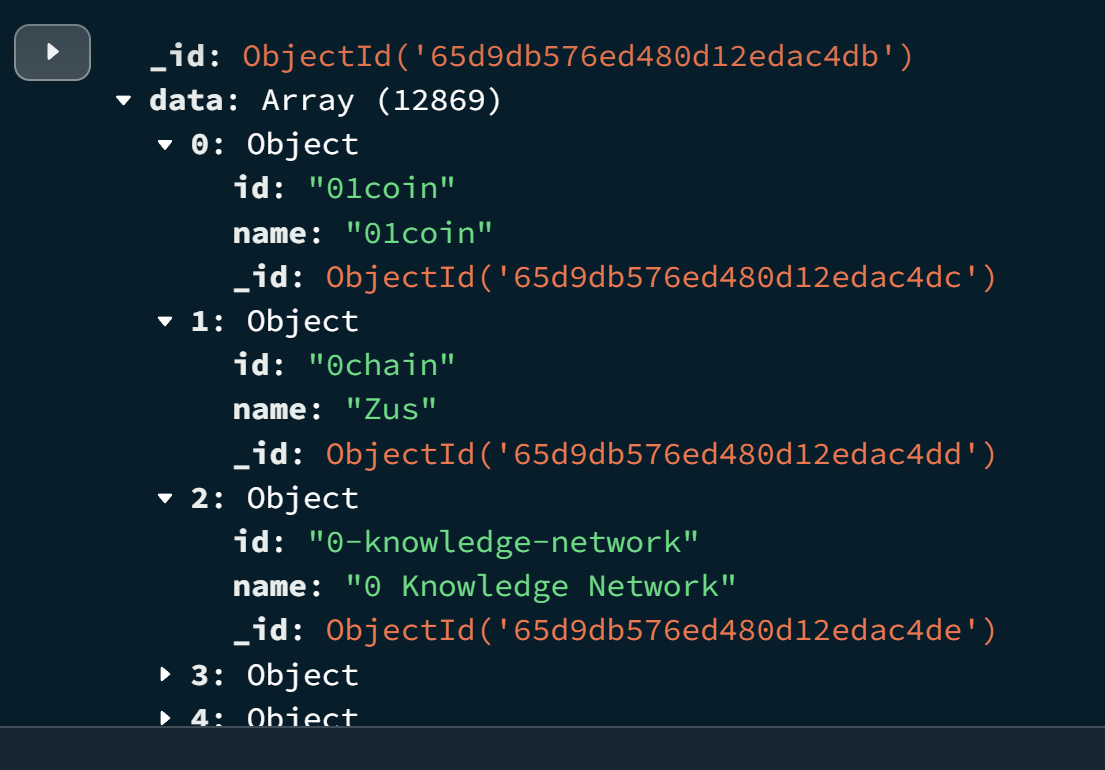 _id: ObjectId('65d9db576ed480d12edac4db')
data: Array (12869)
0: Object
id: "01coin"
name: "01coin"
_id: ObjectId('65d9db576ed480d12edac4dc')
1: Object
id: "0chain"
name: "Zus"
_id: ObjectId('65d9db576ed480d12edac4dd')
2: Object
id: "0-knowledge-network"
name: "0 Knowledge Network"
_id: ObjectId('65d9db576ed480d12edac4de')
3: Object
4: Object